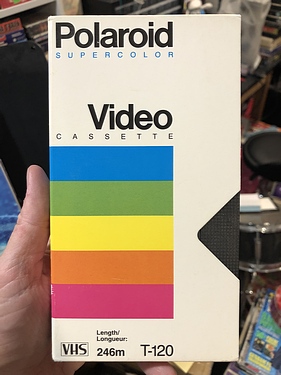 Polaroid
SUPERCOLOR
Video
CASSETTE
Length/
Longueur:
VHS 246m T-120